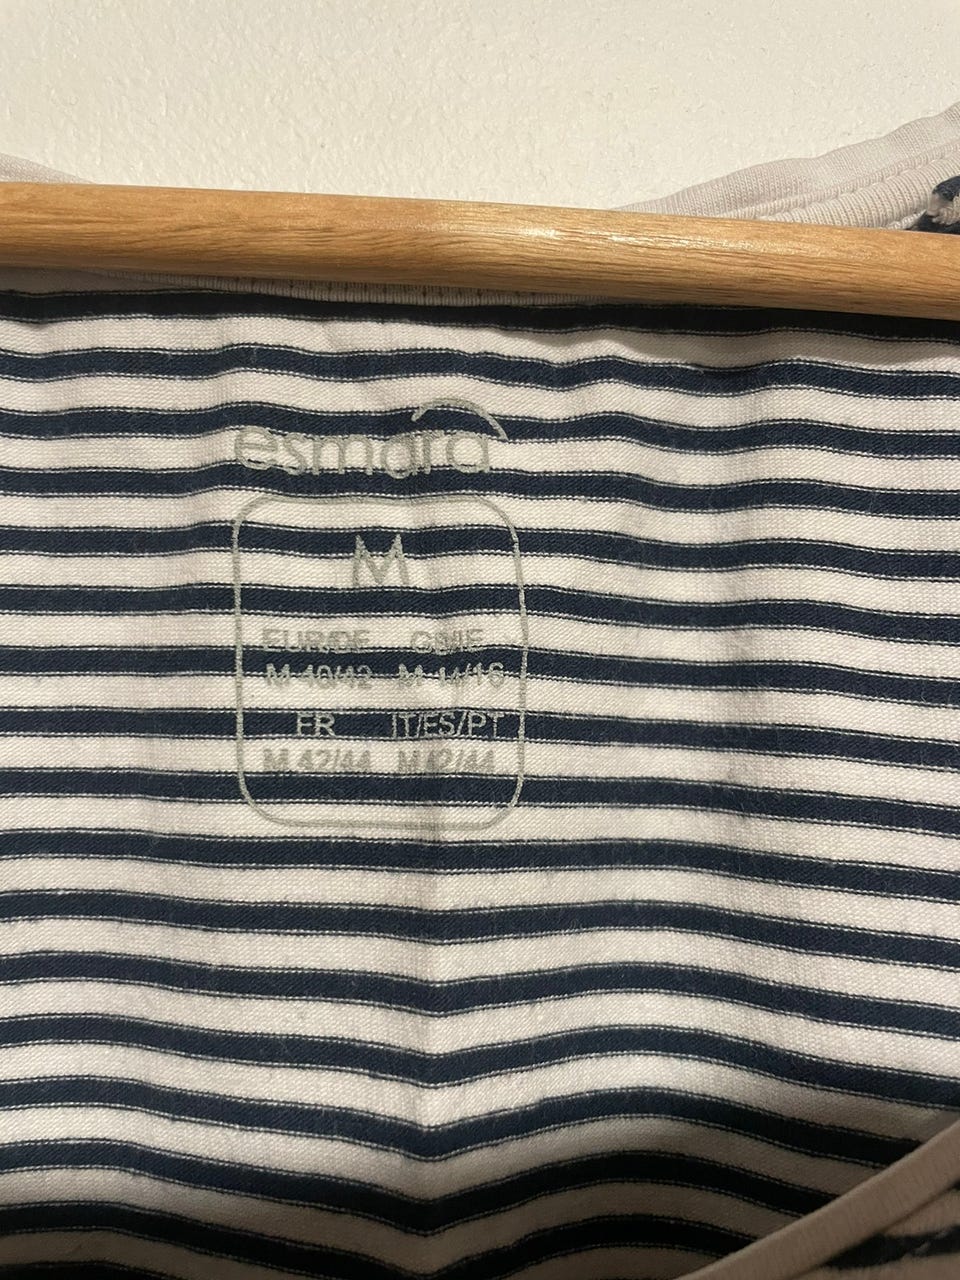 esmara
M
EUR/DE GB/IE
M 40/42 M 14/16
FR IT/ES/PT
M 42/44 M 42/44